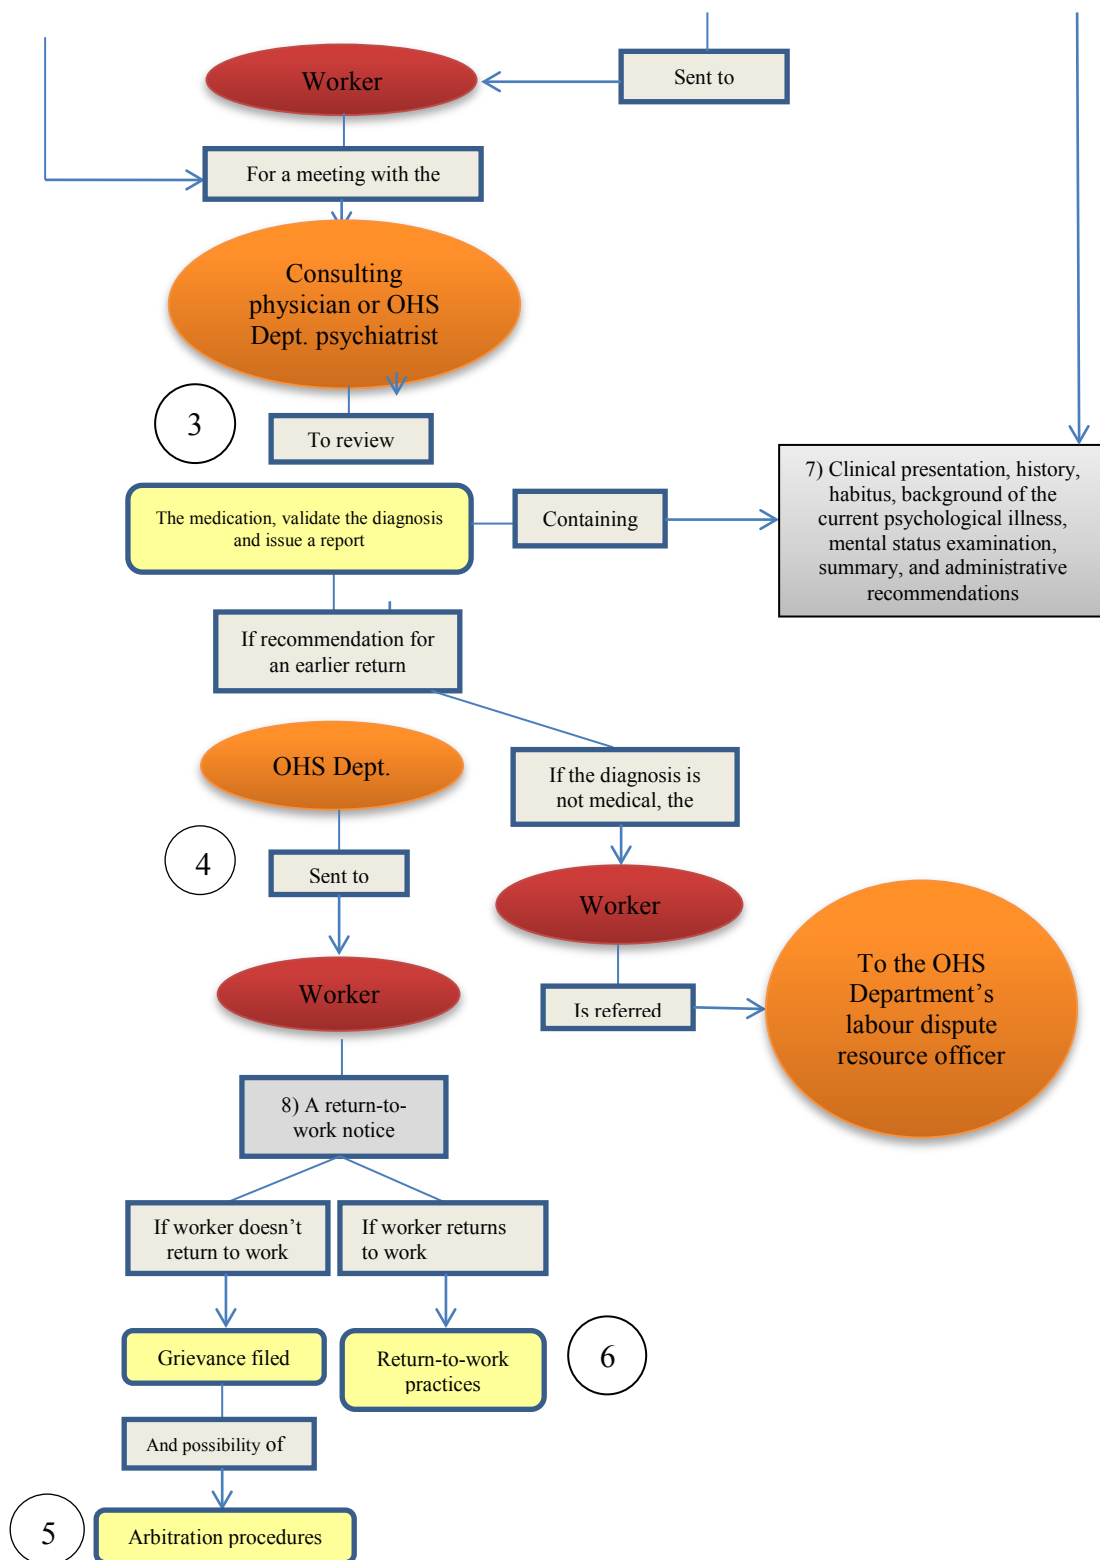 Worker
Sent to
For a meeting with the
Consulting
physician or OHS
Dept. psychiatrist
3
To review
The medication, validate the diagnosis
and issue a report
Containing
7) Clinical presentation, history,
habitus, background of the
current psychological illness,
mental status examination,
summary, and administrative
recommendations
If recommendation for
an earlier return
OHS Dept.
If the diagnosis is
not medical, the
4
Sent to
Worker
Worker
Is referred
To the OHS
Department’s
labour dispute
resource officer
8) A return-to-
work notice
If worker doesn’t
return to work
If worker returns
to work
Grievance filed
Return-to-work
practices
6
And possibility of
5
Arbitration procedures